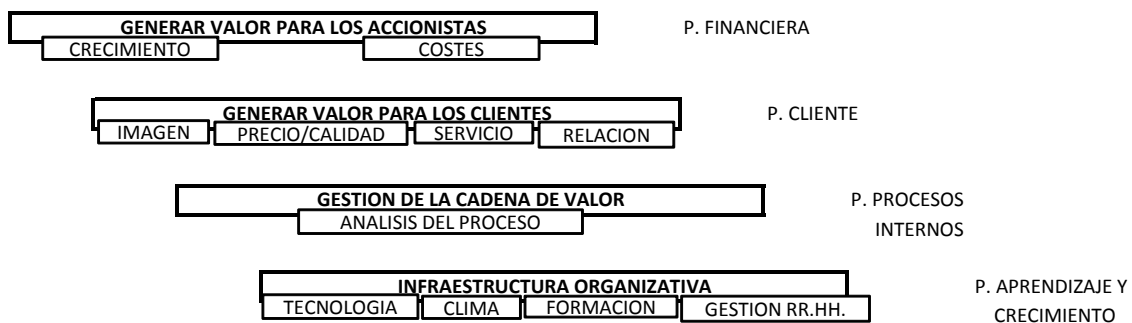 GENERAR VALOR PARA LOS ACCIONISTAS P. FINANCIERA
CRECIMIENTO COSTES
GENERAR VALOR PARA LOS CLIENTES P. CLIENTE
IMAGEN PRECIO/CALIDAD SERVICIO RELACION
GESTION DE LA CADENA DE VALOR P. PROCESOS
ANALISIS DEL PROCESO INTERNOS
INFRAESTRUCTURA ORGANIZATIVA P. APRENDIZAJE Y
TECNOLOGIA CLIMA FORMACION GESTION RR.HH. CRECIMIENTO